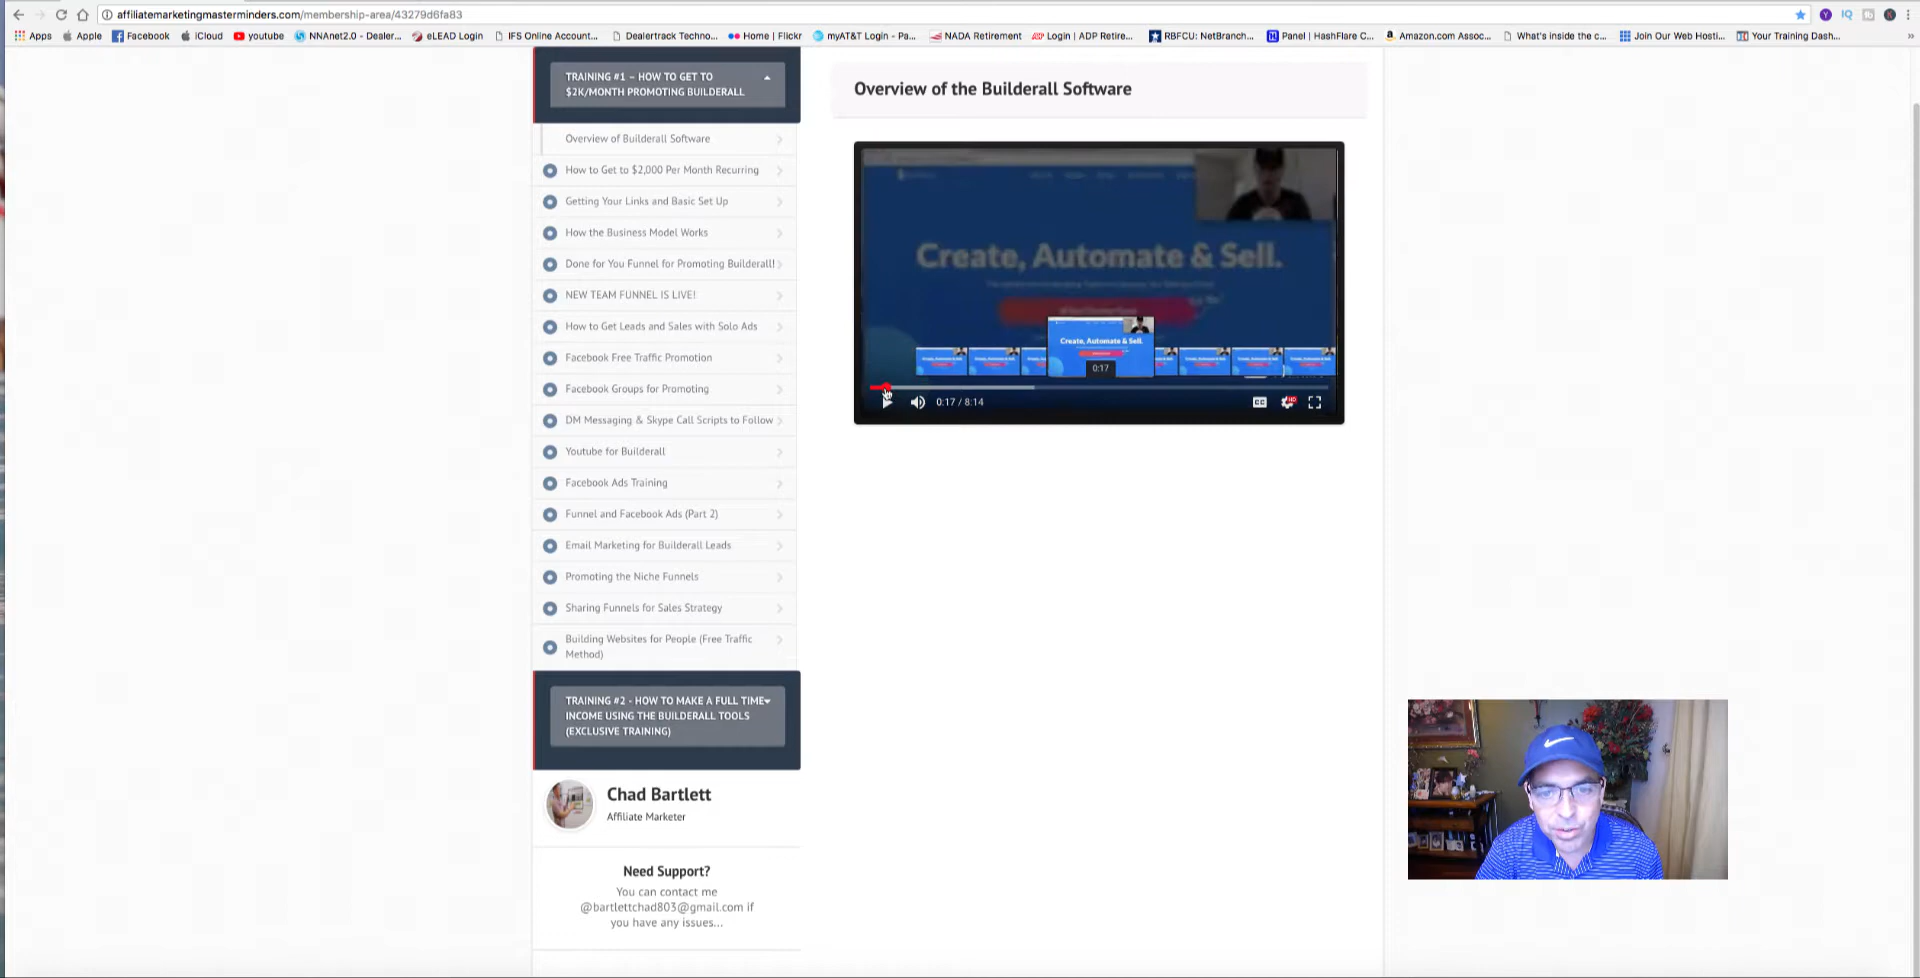 affiliatemarketingmasterminders.com/membership-area/43279d6fa83
Apps Apple Facebook iCloud youtube NNAnet2.0 - Dealer... eLEAD Login IFS Online Account... Dealertrack Techno... Home | Flickr myAT&T Login - Pa... NADA Retirement Login | ADP Retire... RBFCU: NetBranch... Panel | HashFlare C... Amazon.com Assoc... What's inside the c... Join Our Web Hosti... Your Training Dash...
TRAINING #1 – HOW TO GET TO
$2K/MONTH PROMOTING BUILDERALL
Overview of Builderall Software
How to Get to $2,000 Per Month Recurring
Getting Your Links and Basic Set Up
How the Business Model Works
Done for You Funnel for Promoting Builderall!
NEW TEAM FUNNEL IS LIVE!
How to Get Leads and Sales with Solo Ads
Facebook Free Traffic Promotion
Facebook Groups for Promoting
DM Messaging & Skype Call Scripts to Follow
Youtube for Builderall
Facebook Ads Training
Funnel and Facebook Ads (Part 2)
Email Marketing for Builderall Leads
Promoting the Niche Funnels
Sharing Funnels for Sales Strategy
Building Websites for People (Free Traffic
Method)
TRAINING #2 - HOW TO MAKE A FULL TIME
INCOME USING THE BUILDERALL TOOLS
(EXCLUSIVE TRAINING)
Chad Bartlett
Affiliate Marketer
Need Support?
You can contact me
@bartlettchad803@gmail.com if
you have any issues...
Overview of the Builderall Software
Create, Automate & Sell.
Create, Automate & Sell.
0:17
0:17 / 8:14
CC
HD